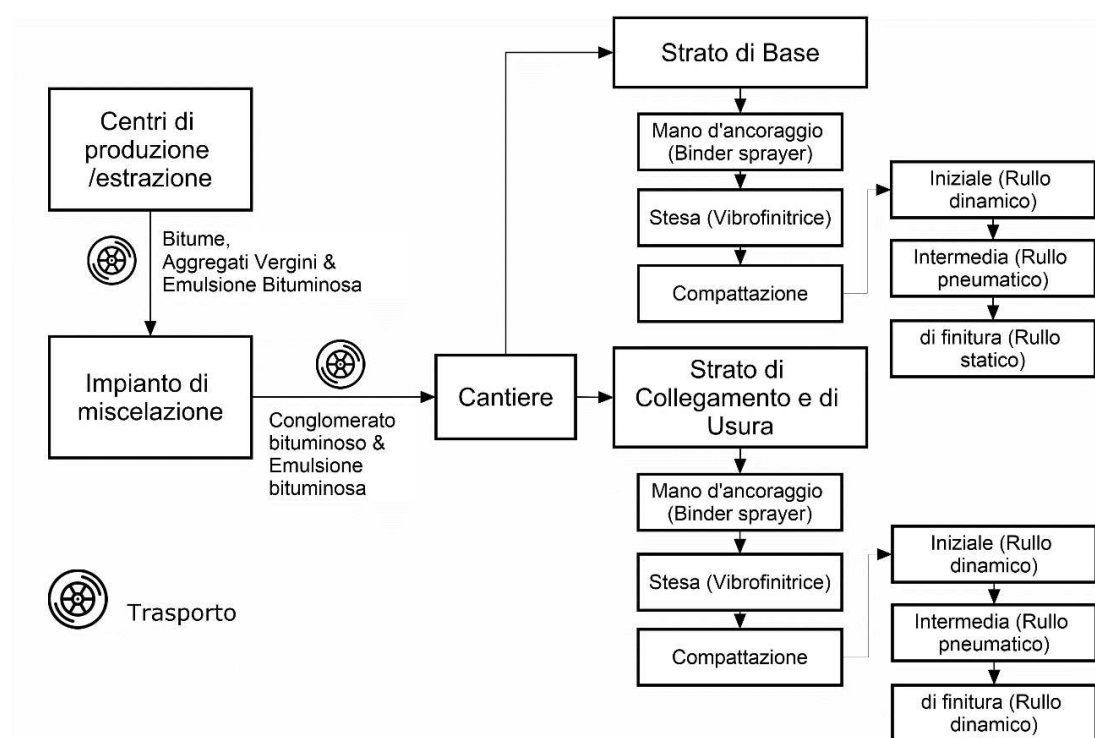 Centri di
produzione
/estrazione
Bitume,
Aggregati Vergini &
Emulsione Bituminosa
Impianto di
miscelazione
Conglomerato
bituminoso &
Emulsione
bituminosa
Cantiere
Strato di Base
Mano d'ancoraggio
(Binder sprayer)
Stesa (Vibrofinitrice)
Compattazione
Iniziale (Rullo
dinamico)
Intermedia (Rullo
pneumatico)
di finitura (Rullo
statico)
Strato di
Collegamento e di
Usura
Mano d'ancoraggio
(Binder sprayer)
Stesa (Vibrofinitrice)
Compattazione
Iniziale (Rullo
dinamico)
Intermedia (Rullo
pneumatico)
di finitura (Rullo
dinamico)
Trasporto